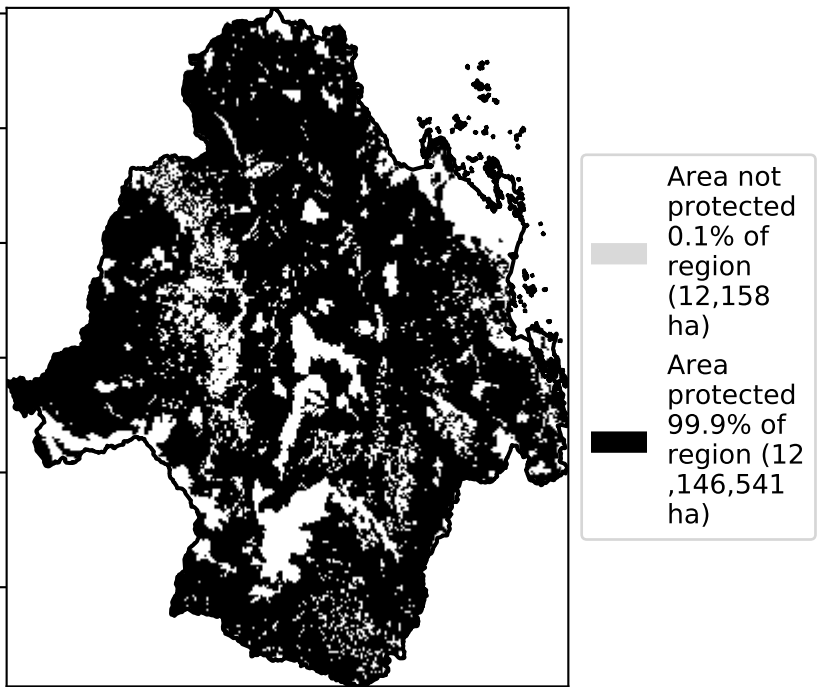 Area not
protected
0.1% of
region
(12,158
ha)
Area
protected
99.9% of
region (12
,146,541
ha)